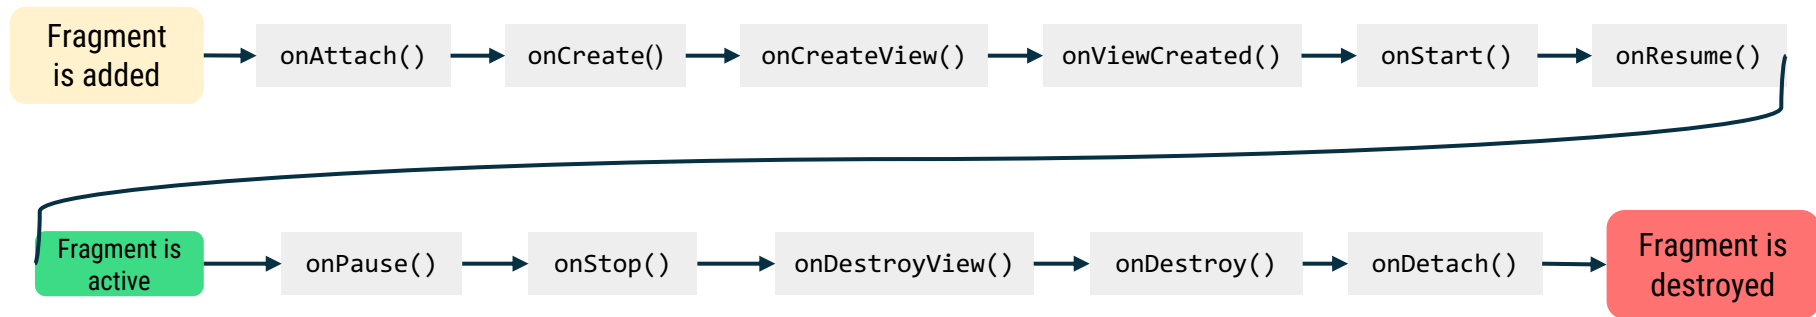 Fragment
is added
onAttach()
onCreate()
onCreateView()
onViewCreated()
onStart()
onResume()
Fragment is
active
onPause()
onStop()
onDestroyView()
onDestroy()
onDetach()
Fragment is
destroyed